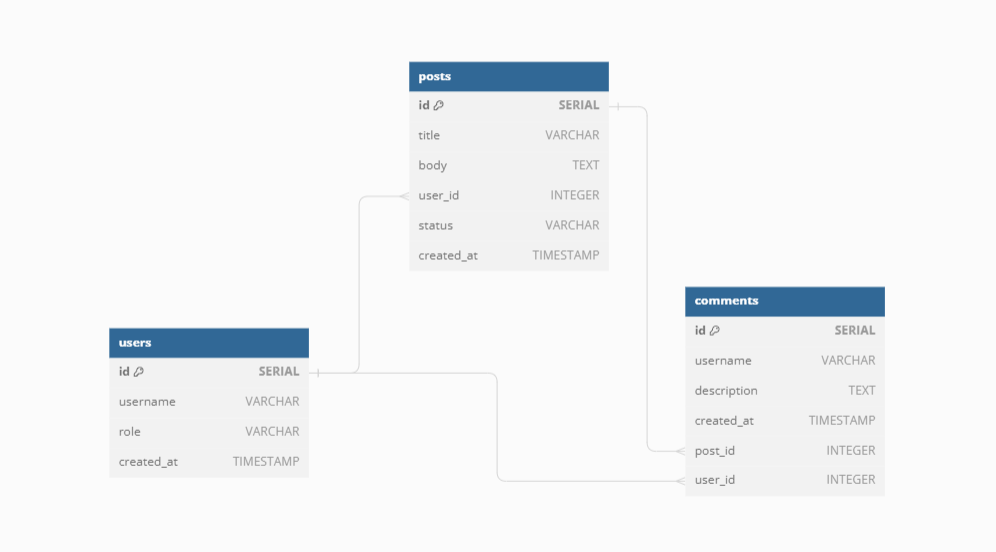 posts
id SERIAL
title VARCHAR
body TEXT
user_id INTEGER
status VARCHAR
created_at TIMESTAMP
users
id SERIAL
username VARCHAR
role VARCHAR
created_at TIMESTAMP
comments
id SERIAL
username VARCHAR
description TEXT
created_at TIMESTAMP
post_id INTEGER
user_id INTEGER